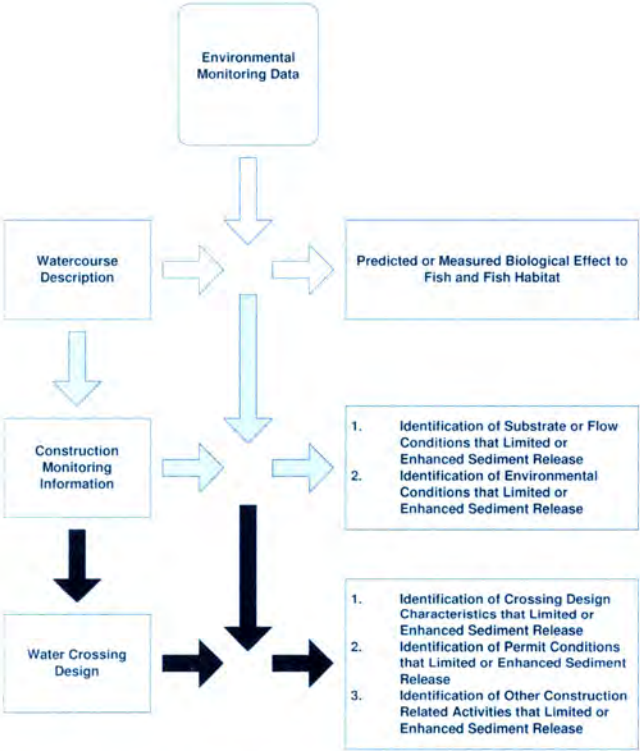 Environmental
Monitoring Data
Watercourse
Description
Predicted or Measured Biological Effect to
Fish and Fish Habitat
Construction
Monitoring
Information
1. Identification of Substrate or Flow
Conditions that Limited or
Enhanced Sediment Release
2. Identification of Environmental
Conditions that Limited or
Enhanced Sediment Release
Water Crossing
Design
1. Identification of Crossing Design
Characteristics that Limited or
Enhanced Sediment Release
2. Identification of Permit Conditions
that Limited or Enhanced Sediment
Release
3. Identification of Other Construction
Related Activities that Limited or
Enhanced Sediment Release